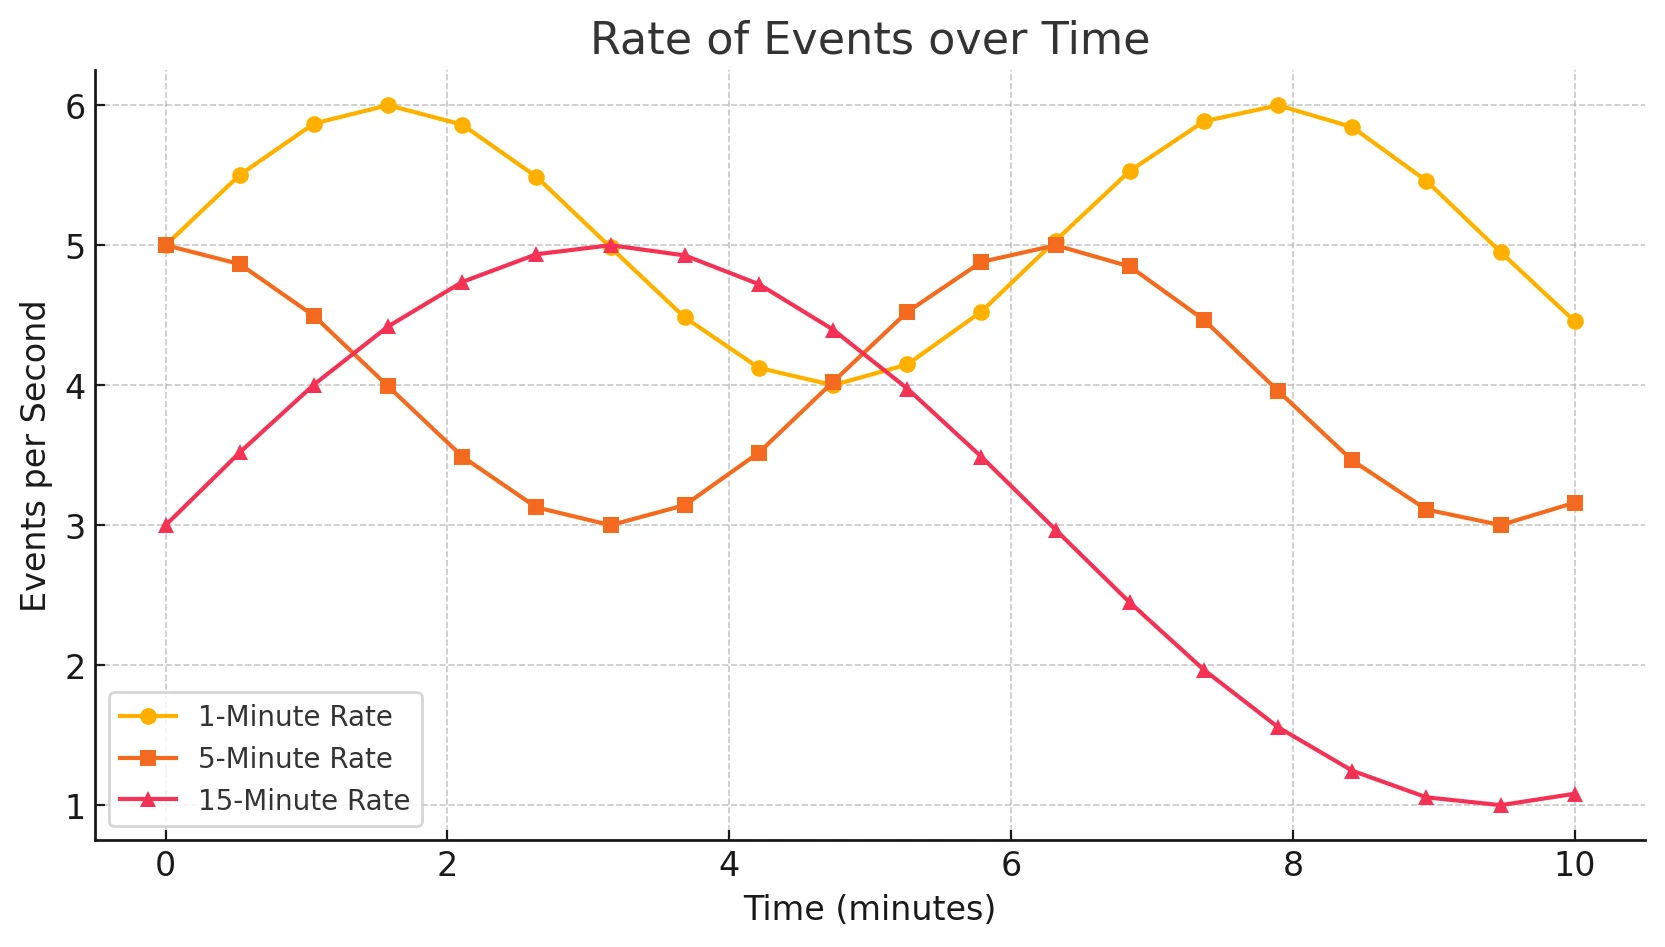 Rate of Events over Time
Events per Second
6
5
4
3
2
1
1-Minute Rate
5-Minute Rate
15-Minute Rate
0 2 4 6 8 10
Time (minutes)